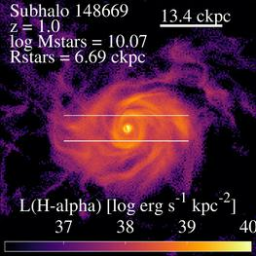 Subhalo 148669
13.4 ckpc
z = 1.0
log Mstars = 10.07
Rstars = 6.69 ckpc
L(H-alpha) [log erg s⁻¹ kpc⁻²]
37 38 39 40